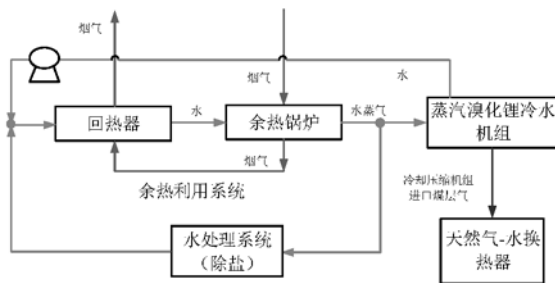 烟气
烟气
水
回热器
水
余热锅炉
水蒸气
蒸汽溴化锂冷水
机组
烟气
余热利用系统
冷却压缩机组
进口煤层气
水处理系统
（除盐）
天然气-水换
热器